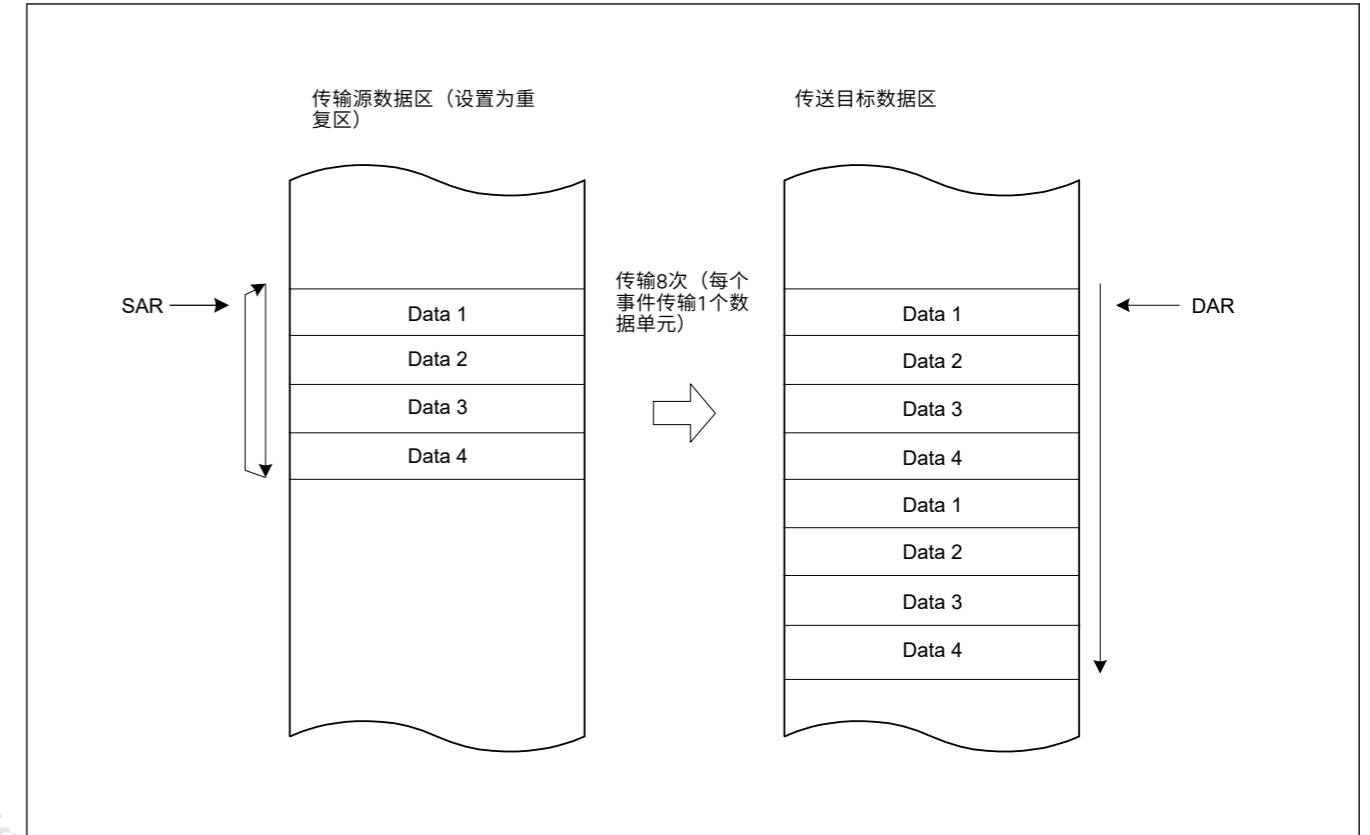 传输源数据区（设置为重
复区）
传送目标数据区
SAR
Data 1
Data 2
Data 3
Data 4
传输8次（每个
事件传输1个数
据单元）
DAR
Data 1
Data 2
Data 3
Data 4
Data 1
Data 2
Data 3
Data 4